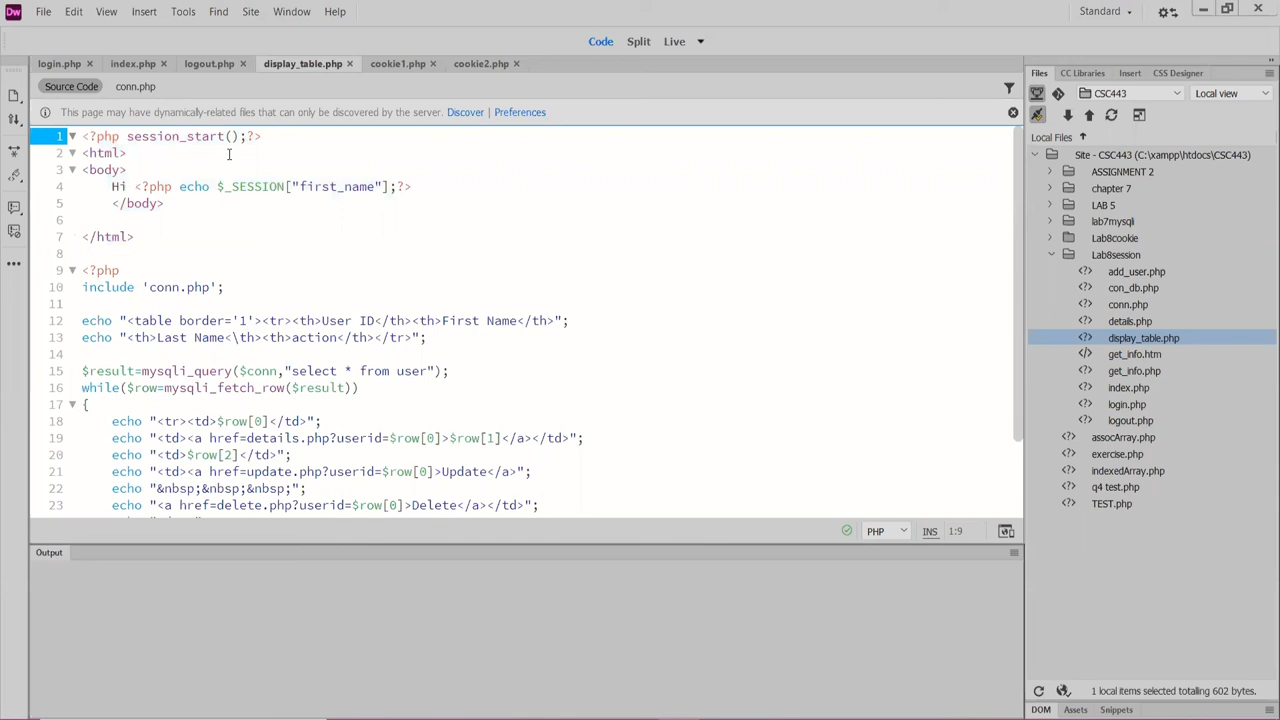 Dw File Edit View Insert Tools Find Site Window Help Standard
Code Split Live
login.php × index.php × logout.php × display_table.php × cookie1.php × cookie2.php ×
Source Code conn.php
This page may have dynamically-related files that can only be discovered by the server. Discover | Preferences
1 <?php session_start();?>
2 <html>
3 <body>
4 Hi <?php echo $_SESSION["first_name"];?>
5 </body>
6
7 </html>
8
9 <?php
10 include 'conn.php';
11
12 echo "<table border='1'><tr><th>User ID</th><th>First Name</th>";
13 echo "<th>Last Name<\th><th>action</th></tr>";
14
15 $result=mysqli_query($conn,"select * from user");
16 while($row=mysqli_fetch_row($result))
17 {
18 echo "<tr><td>$row[0]</td>";
19 echo "<td><a href=details.php?userid=$row[0]>$row[1]</a></td>";
20 echo "<td>$row[2]</td>";
21 echo "<td><a href=update.php?userid=$row[0]>Update</a>";
22 echo "&nbsp;&nbsp;&nbsp;";
23 echo "<a href=delete.php?userid=$row[0]>Delete</a></td>";
PHP INS 1:9
Output
Files CC Libraries Insert CSS Designer
CSC443 Local view
Local Files
Site - CSC443 (C:\xampp\htdocs\CSC443)
ASSIGNMENT 2
chapter 7
LAB 5
lab7mysqli
Lab8cookie
Lab8session
add_user.php
con_db.php
conn.php
details.php
display_table.php
get_info.htm
get_info.php
index.php
login.php
logout.php
assocArray.php
exercise.php
indexedArray.php
q4 test.php
TEST.php
1 local items selected totalling 602 bytes.
DOM Assets Snippets